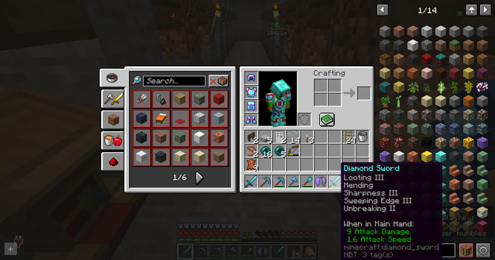 1/14
Search...
Crafting
1/6
Diamond Sword
Looting III
Mending
Sharpness III
Sweeping Edge III
Unbreaking II
When in Main Hand:
9 Attack Damage
1.6 Attack Speed
minecraft:diamond_sword
NBT: 3 tag(s)